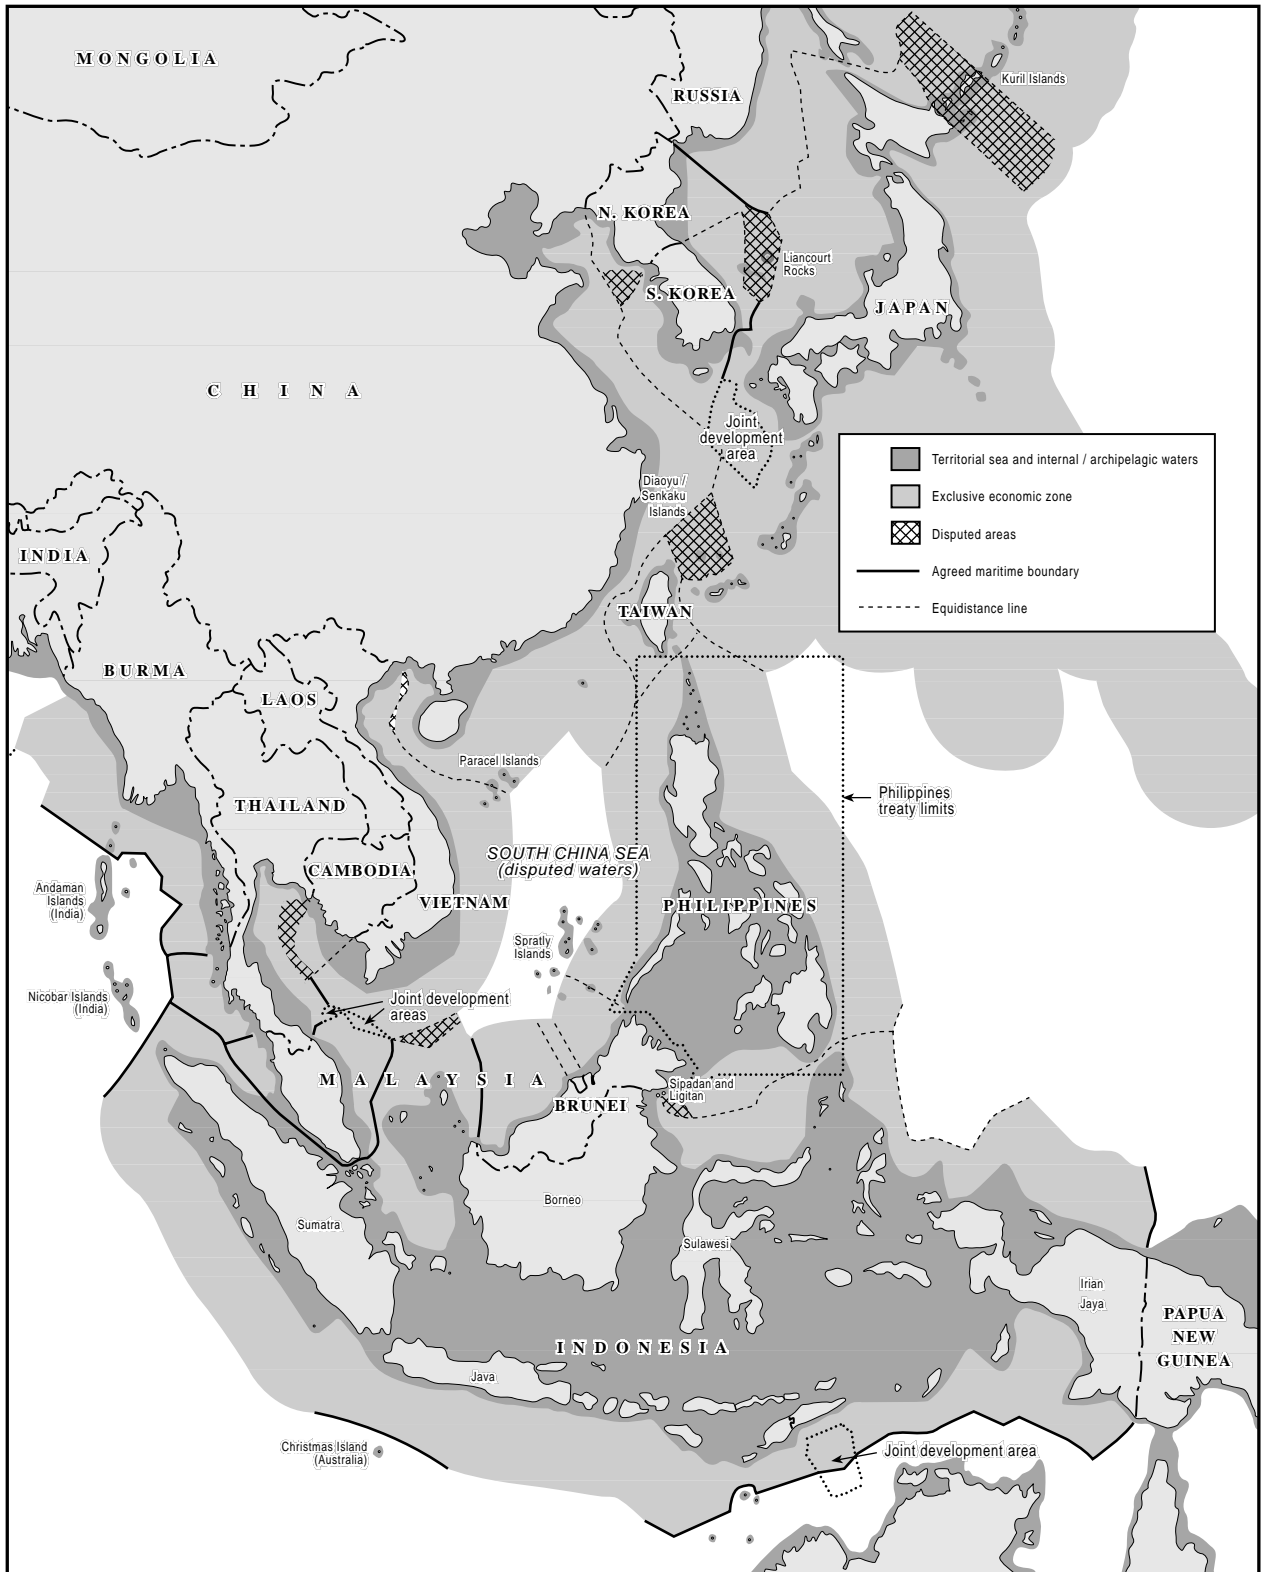 MONGOLIA
RUSSIA
Kuril Islands
N. KOREA
Liancourt
Rocks
S. KOREA
JAPAN
CHINA
Joint
development
area
Territorial sea and internal / archipelagic waters
Exclusive economic zone
Disputed areas
Agreed maritime boundary
Equidistance line
Diaoyu /
Senkaku
Islands
INDIA
TAIWAN
BURMA
LAOS
Paracel Islands
THAILAND
Philippines
treaty limits
SOUTH CHINA SEA
(disputed waters)
CAMBODIA
VIETNAM
PHILIPPINES
Andaman
Islands
(India)
Spratly
Islands
Nicobar Islands
(India)
Joint development
areas
MALAYSIA
Sipadan and
Ligitan
BRUNEI
Borneo
Sumatra
Sulawesi
Irian
Jaya
PAPUA
NEW
GUINEA
INDONESIA
Java
Christmas Island
(Australia)
Joint development area